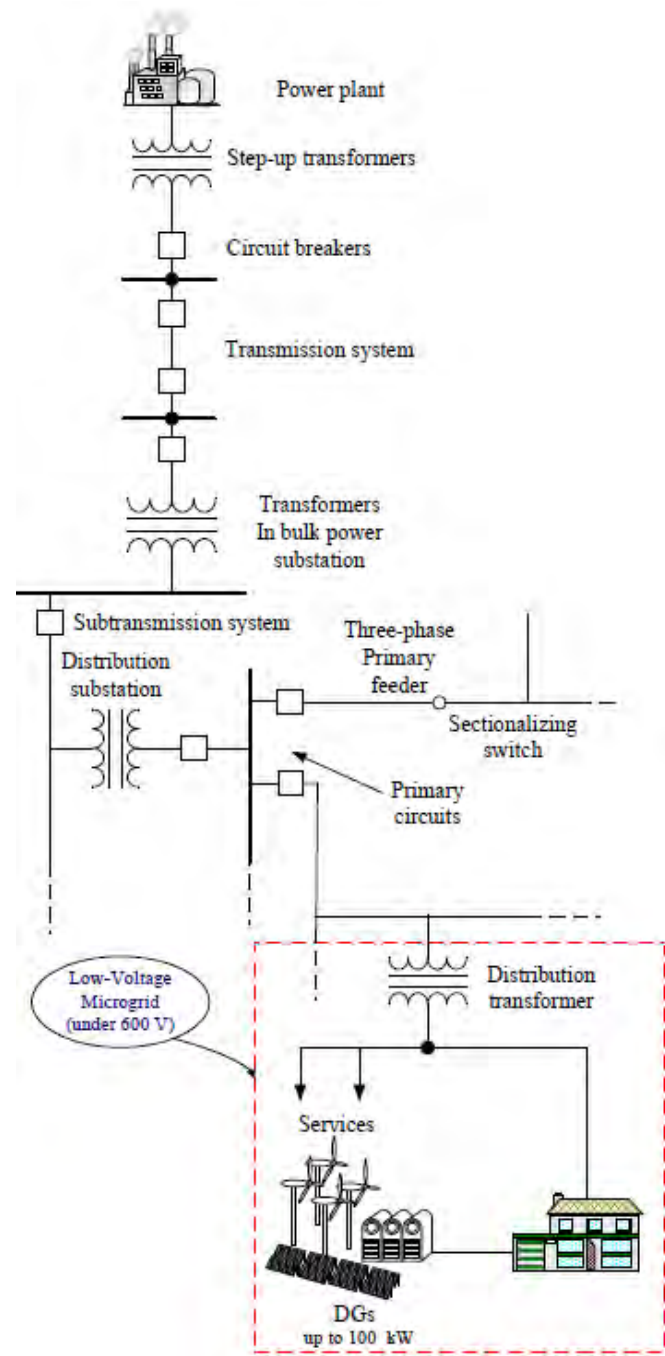 Power plant
Step-up transformers
Circuit breakers
Transmission system
Transformers
In bulk power
substation
Subtransmission system
Distribution
substation
Three-phase
Primary
feeder
Sectionalizing
switch
Primary
circuits
Low-Voltage
Microgrid
(under 600 V)
Distribution
transformer
Services
DGs
up to 100 kW